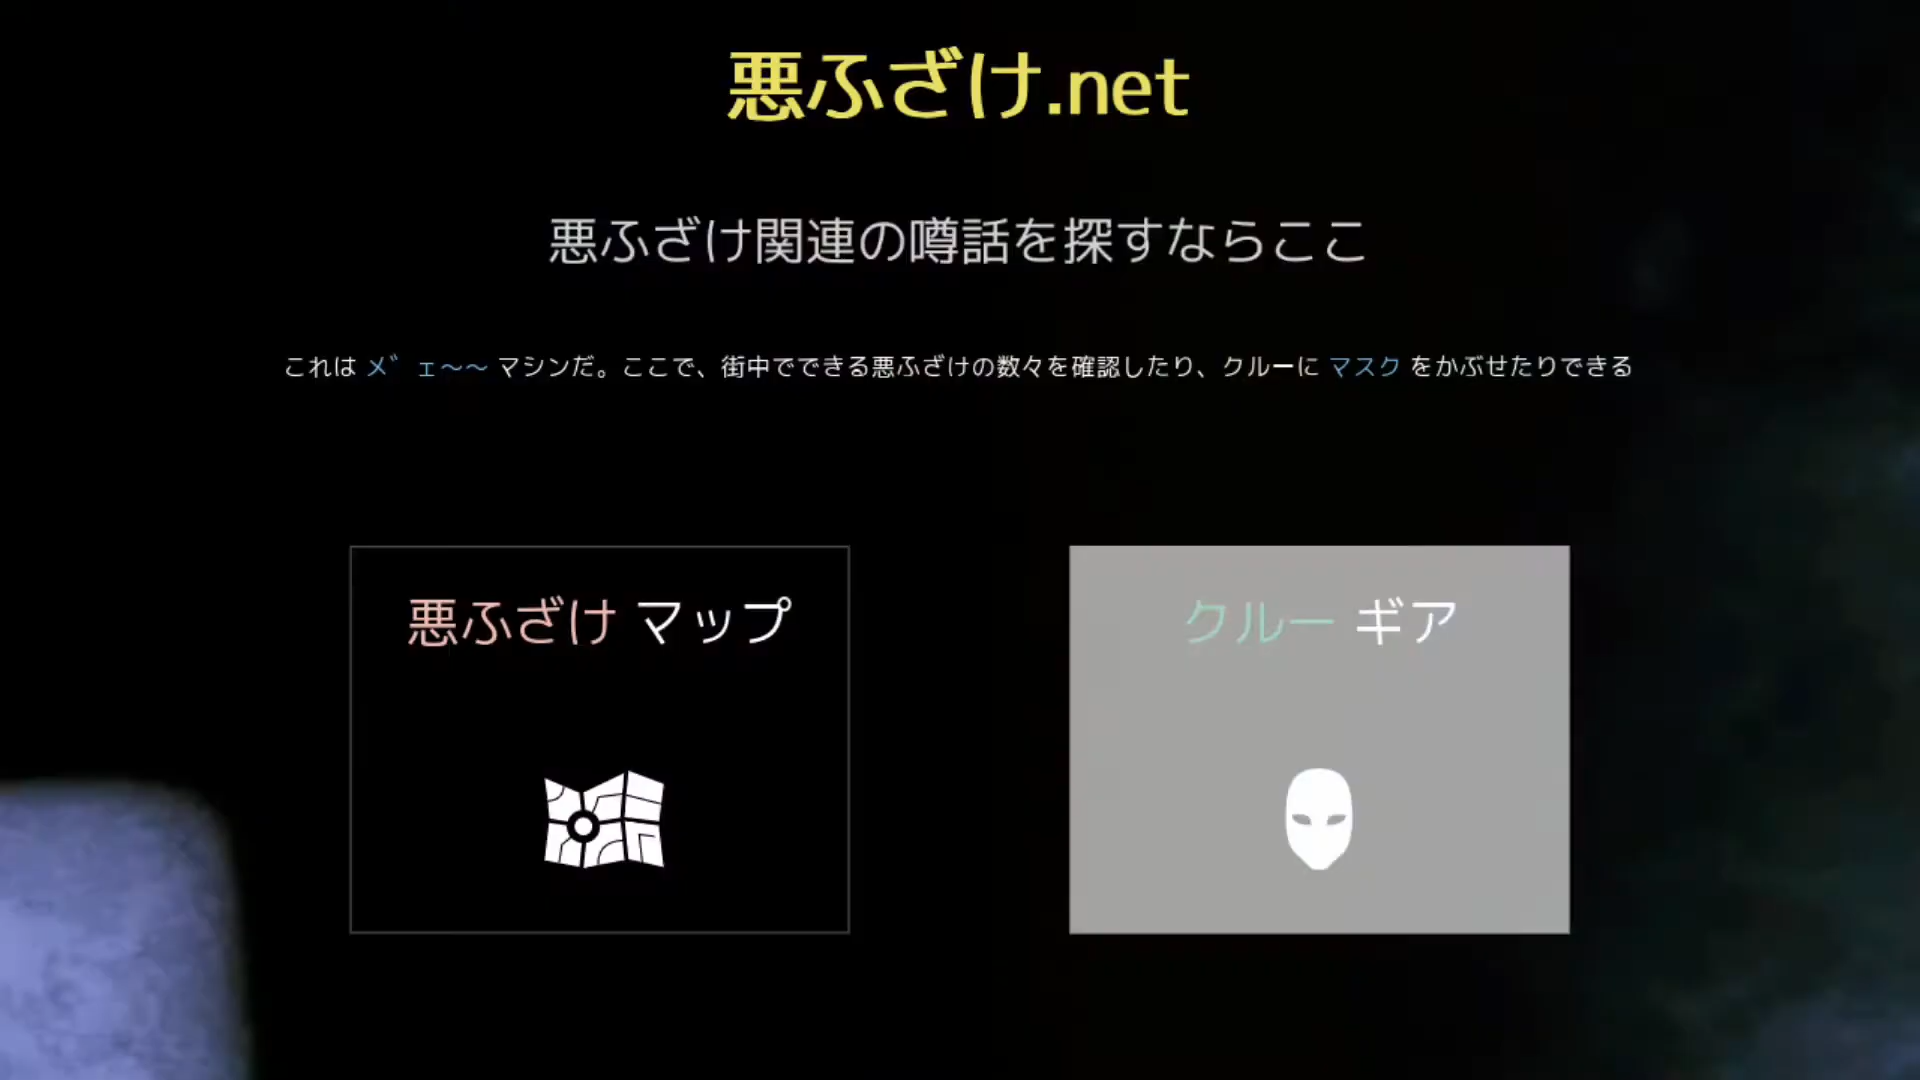 悪ふざけ.net
悪ふざけ関連の噂話を探すならここ
これは メ゛ェ～～ マシンだ。ここで、街中でできる悪ふざけの数々を確認したり、クルーに マスク をかぶせたりできる
悪ふざけ マップ
クルー ギア